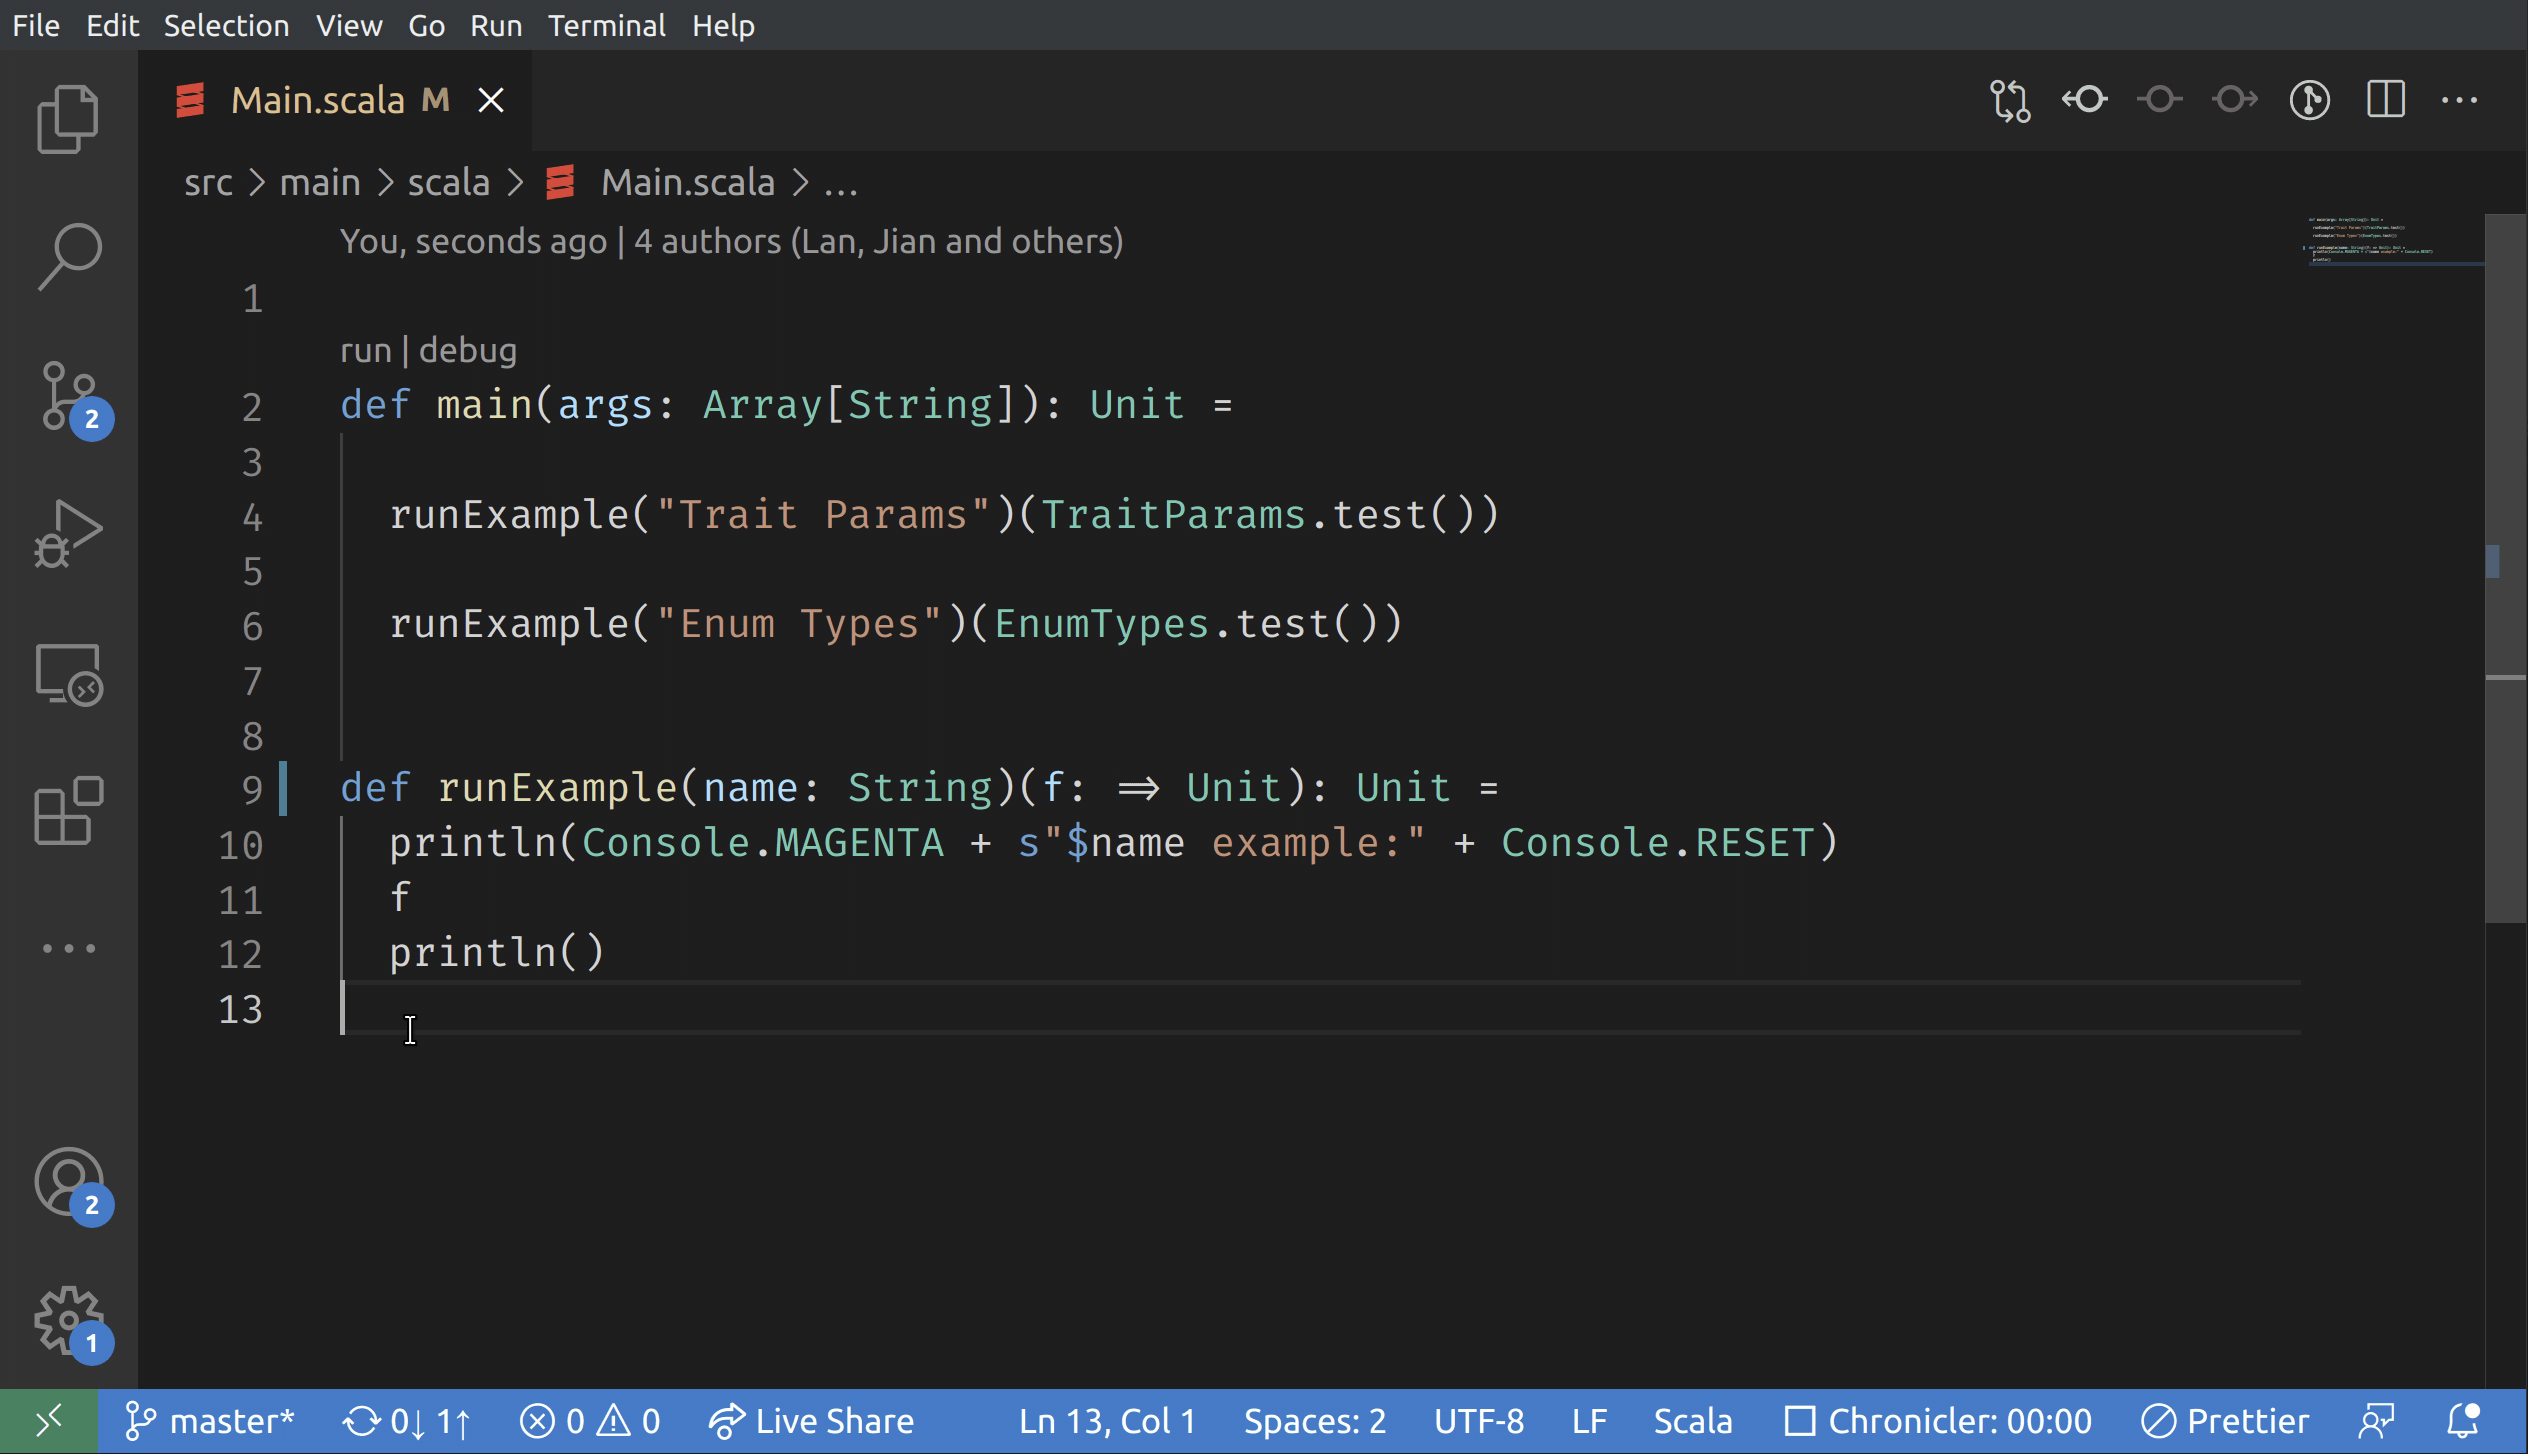 File Edit Selection View Go Run Terminal Help
Main.scala M
src > main > scala > Main.scala > ...
You, seconds ago | 4 authors (Lan, Jian and others)
1
run | debug
2 def main(args: Array[String]): Unit =
3
4 runExample("Trait Params")(TraitParams.test())
5
6 runExample("Enum Types")(EnumTypes.test())
7
8
9 def runExample(name: String)(f: => Unit): Unit =
10 println(Console.MAGENTA + s"$name example:" + Console.RESET)
11 f
12 println()
13
2
2
1
master* 0↓ 1↑ 0 0 Live Share Ln 13, Col 1 Spaces: 2 UTF-8 LF Scala Chronicler: 00:00 Prettier